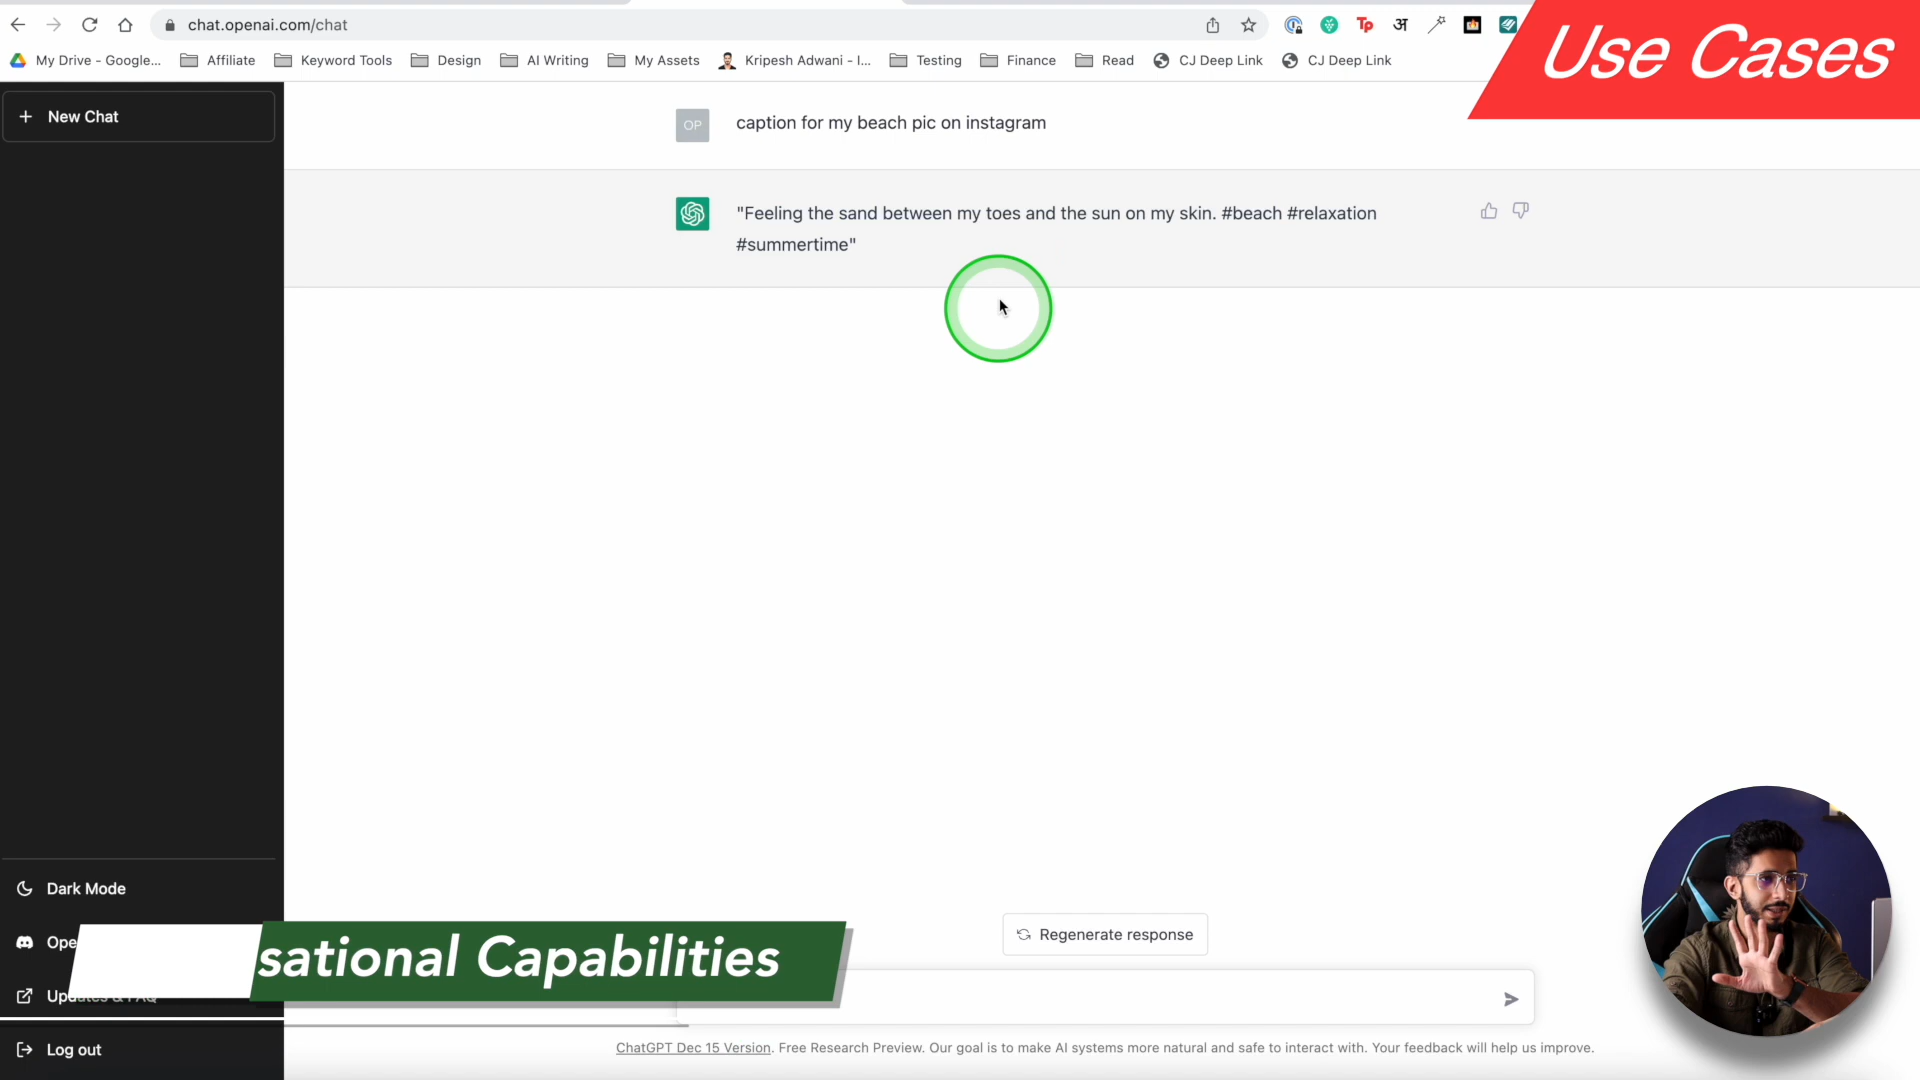 chat.openai.com/chat
Tp
अ
Use Cases
My Drive - Google...
Affiliate
Keyword Tools
Design
AI Writing
My Assets
Kripesh Adwani - I...
Testing
Finance
Read
CJ Deep Link
CJ Deep Link
+ New Chat
OP
caption for my beach pic on instagram
"Feeling the sand between my toes and the sun on my skin. #beach #relaxation
#summertime"
Dark Mode
Ope
sational Capabilities
Regenerate response
Log out
ChatGPT Dec 15 Version. Free Research Preview. Our goal is to make AI systems more natural and safe to interact with. Your feedback will help us improve.